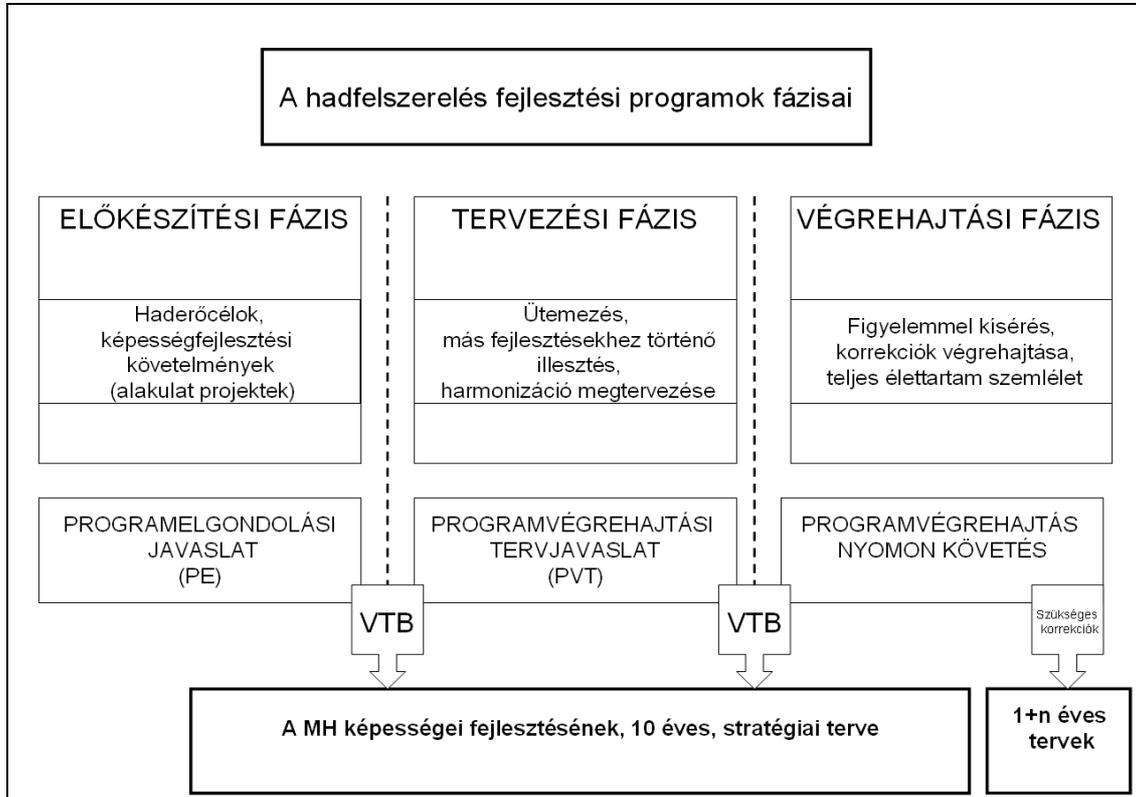 A hadfelszerelés fejlesztési programok fázisai
ELŐKÉSZÍTÉSI FÁZIS
Haderőcélok,
képességfejlesztési
követelmények
(alakulat projektek)
TERVEZÉSI FÁZIS
Ütemezés,
más fejlesztésekhez történő
illesztés,
harmonizáció megtervezése
VÉGREHAJTÁSI FÁZIS
Figyelemmel kísérés,
korrekciók végrehajtása,
teljes élettartam szemlélet
PROGRAMELGONDOLÁSI
JAVASLAT
(PE)
PROGRAMVÉGREHAJTÁSI
TERVJAVASLAT
(PVT)
PROGRAMVÉGREHAJTÁS
NYOMON KÖVETÉS
VTB
VTB
Szükséges
korrekciók
A MH képességei fejlesztésének, 10 éves, stratégiai terve
1+n éves
tervek